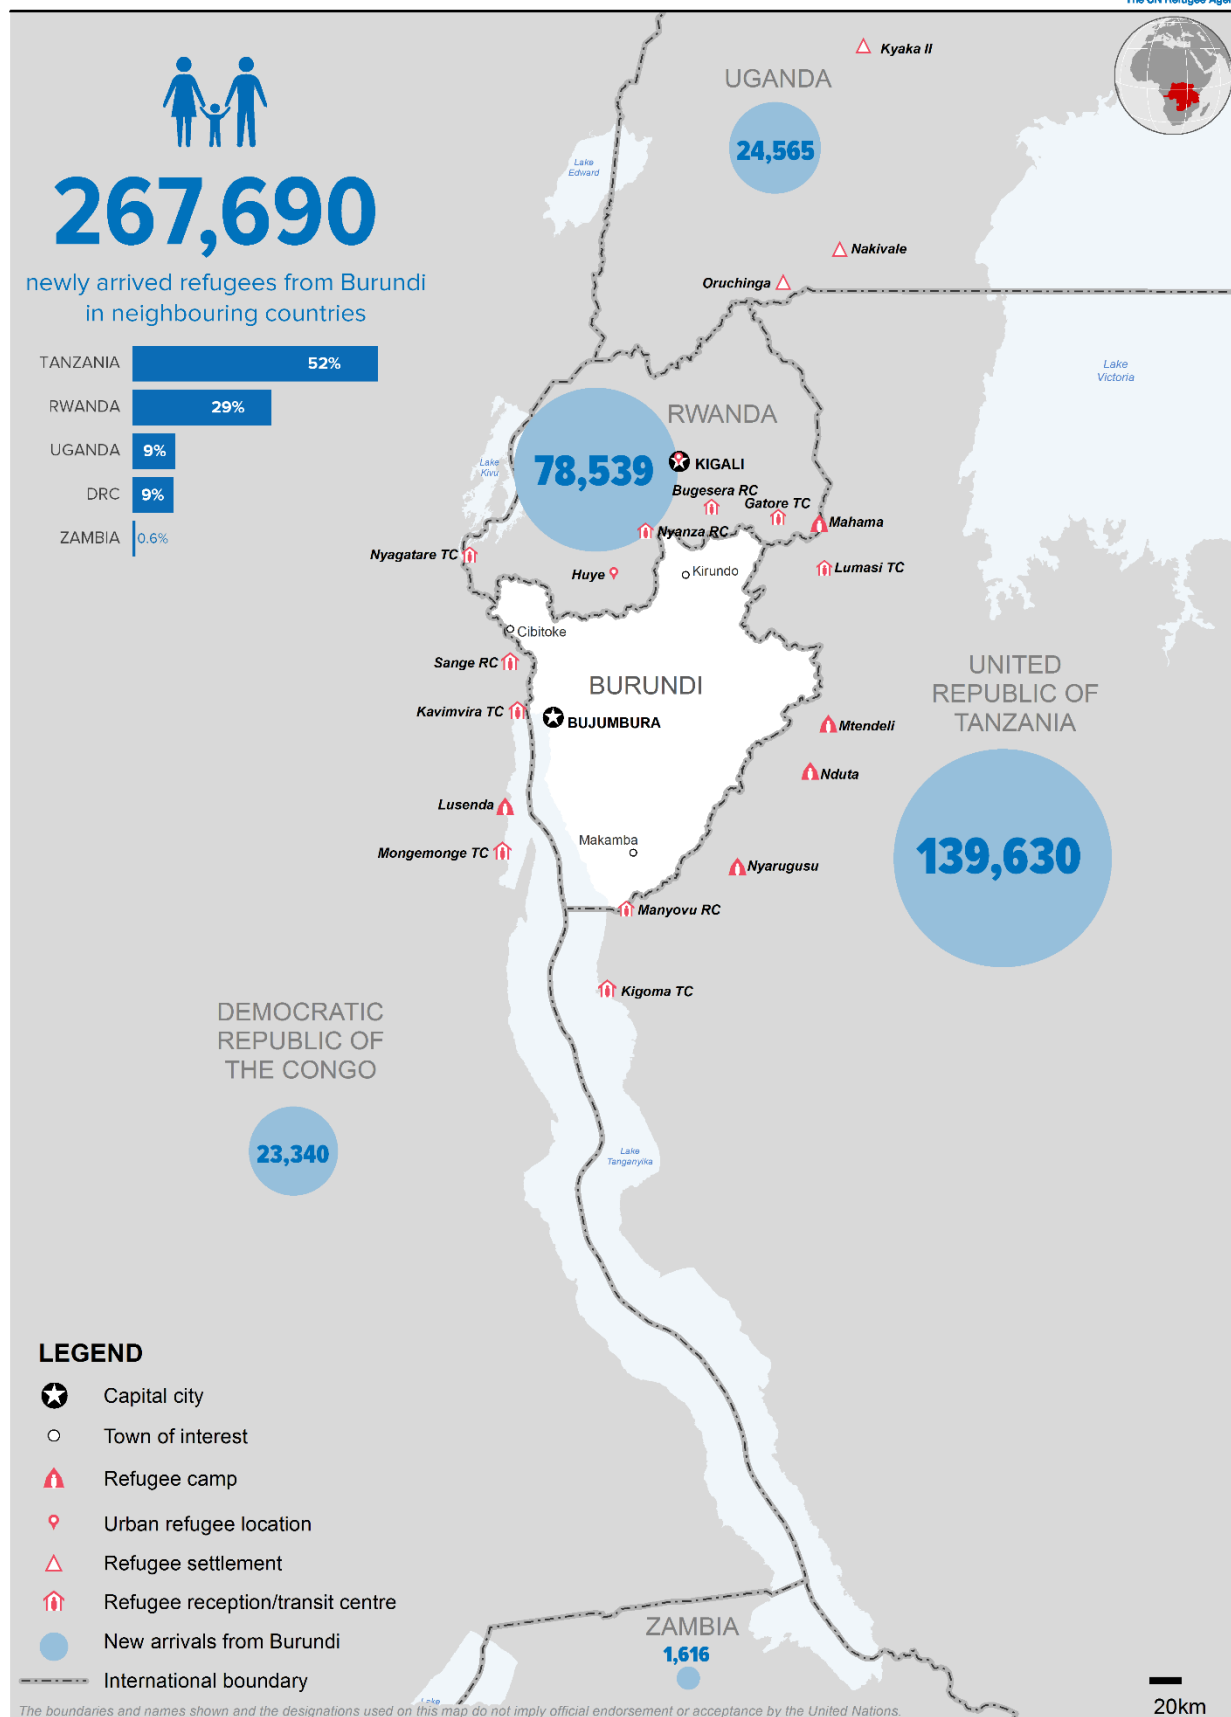 The UN Refugee Agen
267,690
newly arrived refugees from Burundi
in neighbouring countries
TANZANIA 52%
RWANDA 29%
UGANDA 9%
DRC 9%
ZAMBIA 0.6%
Kyaka II
UGANDA
24,565
Lake
Edward
Nakivale
Oruchinga
Lake
Victoria
RWANDA
78,539
KIGALI
Lake
Kivu
Bugesera RC
Gatore TC
Mahama
Nyanza RC
Nyagatare TC
Lumasi TC
Huye
Kirundo
Cibitoke
Sange RC
BURUNDI
UNITED
REPUBLIC OF
TANZANIA
Kavimvira TC
BUJUMBURA
Mtendeli
Nduta
Lusenda
Makamba
Mongemonge TC
Nyarugusu
139,630
Manyovu RC
Kigoma TC
DEMOCRATIC
REPUBLIC OF
THE CONGO
23,340
Lake
Tanganyika
LEGEND
Capital city
Town of interest
Refugee camp
Urban refugee location
Refugee settlement
Refugee reception/transit centre
New arrivals from Burundi
International boundary
ZAMBIA
1,616
Lake
20km
The boundaries and names shown and the designations used on this map do not imply official endorsement or acceptance by the United Nations.